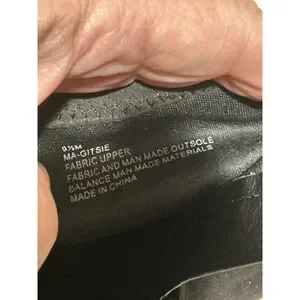 9½M
MA-GITSIE
FABRIC UPPER
FABRIC AND MAN MADE OUTSOLE
BALANCE MAN MADE MATERIALS
MADE IN CHINA